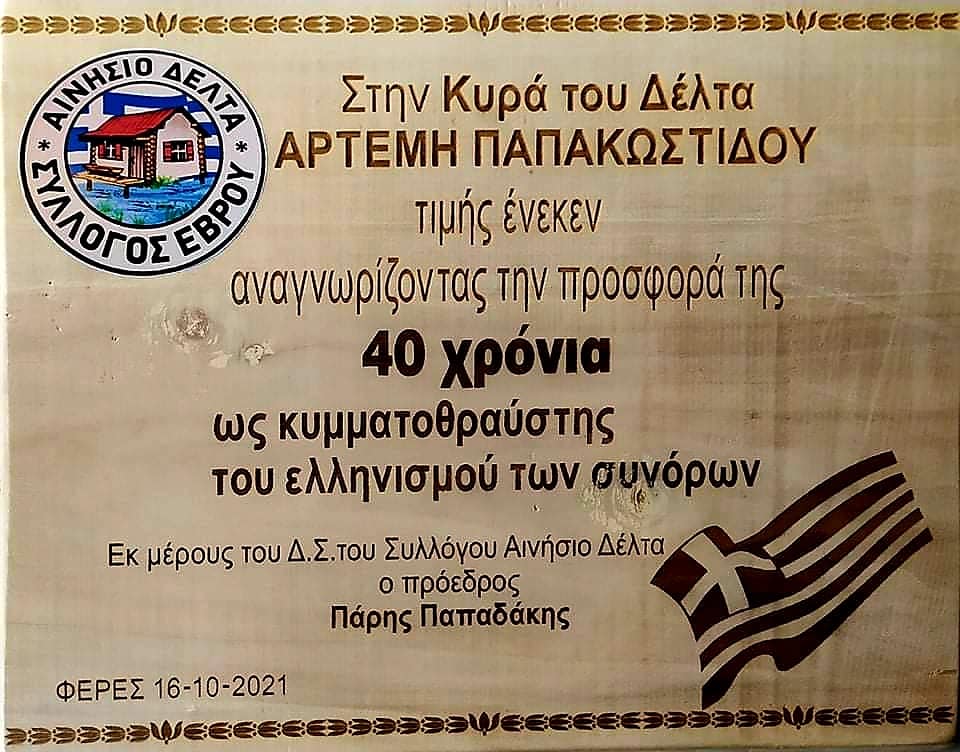 ΑΙΝΗΣΙΟ ΔΕΛΤΑ
ΣΥΛΛΟΓΟΣ ΕΒΡΟΥ
Στην Κυρά του Δέλτα
ΑΡΤΕΜΗ ΠΑΠΑΚΩΣΤΙΔΟΥ
τιμής ένεκεν
αναγνωρίζοντας την προσφορά της
40 χρόνια
ως κυμματοθραύστης
του ελληνισμού των συνόρων
Εκ μέρους του Δ.Σ.του Συλλόγου Αινήσιο Δέλτα
ο πρόεδρος
Πάρης Παπαδάκης
ΦΕΡΕΣ 16-10-2021